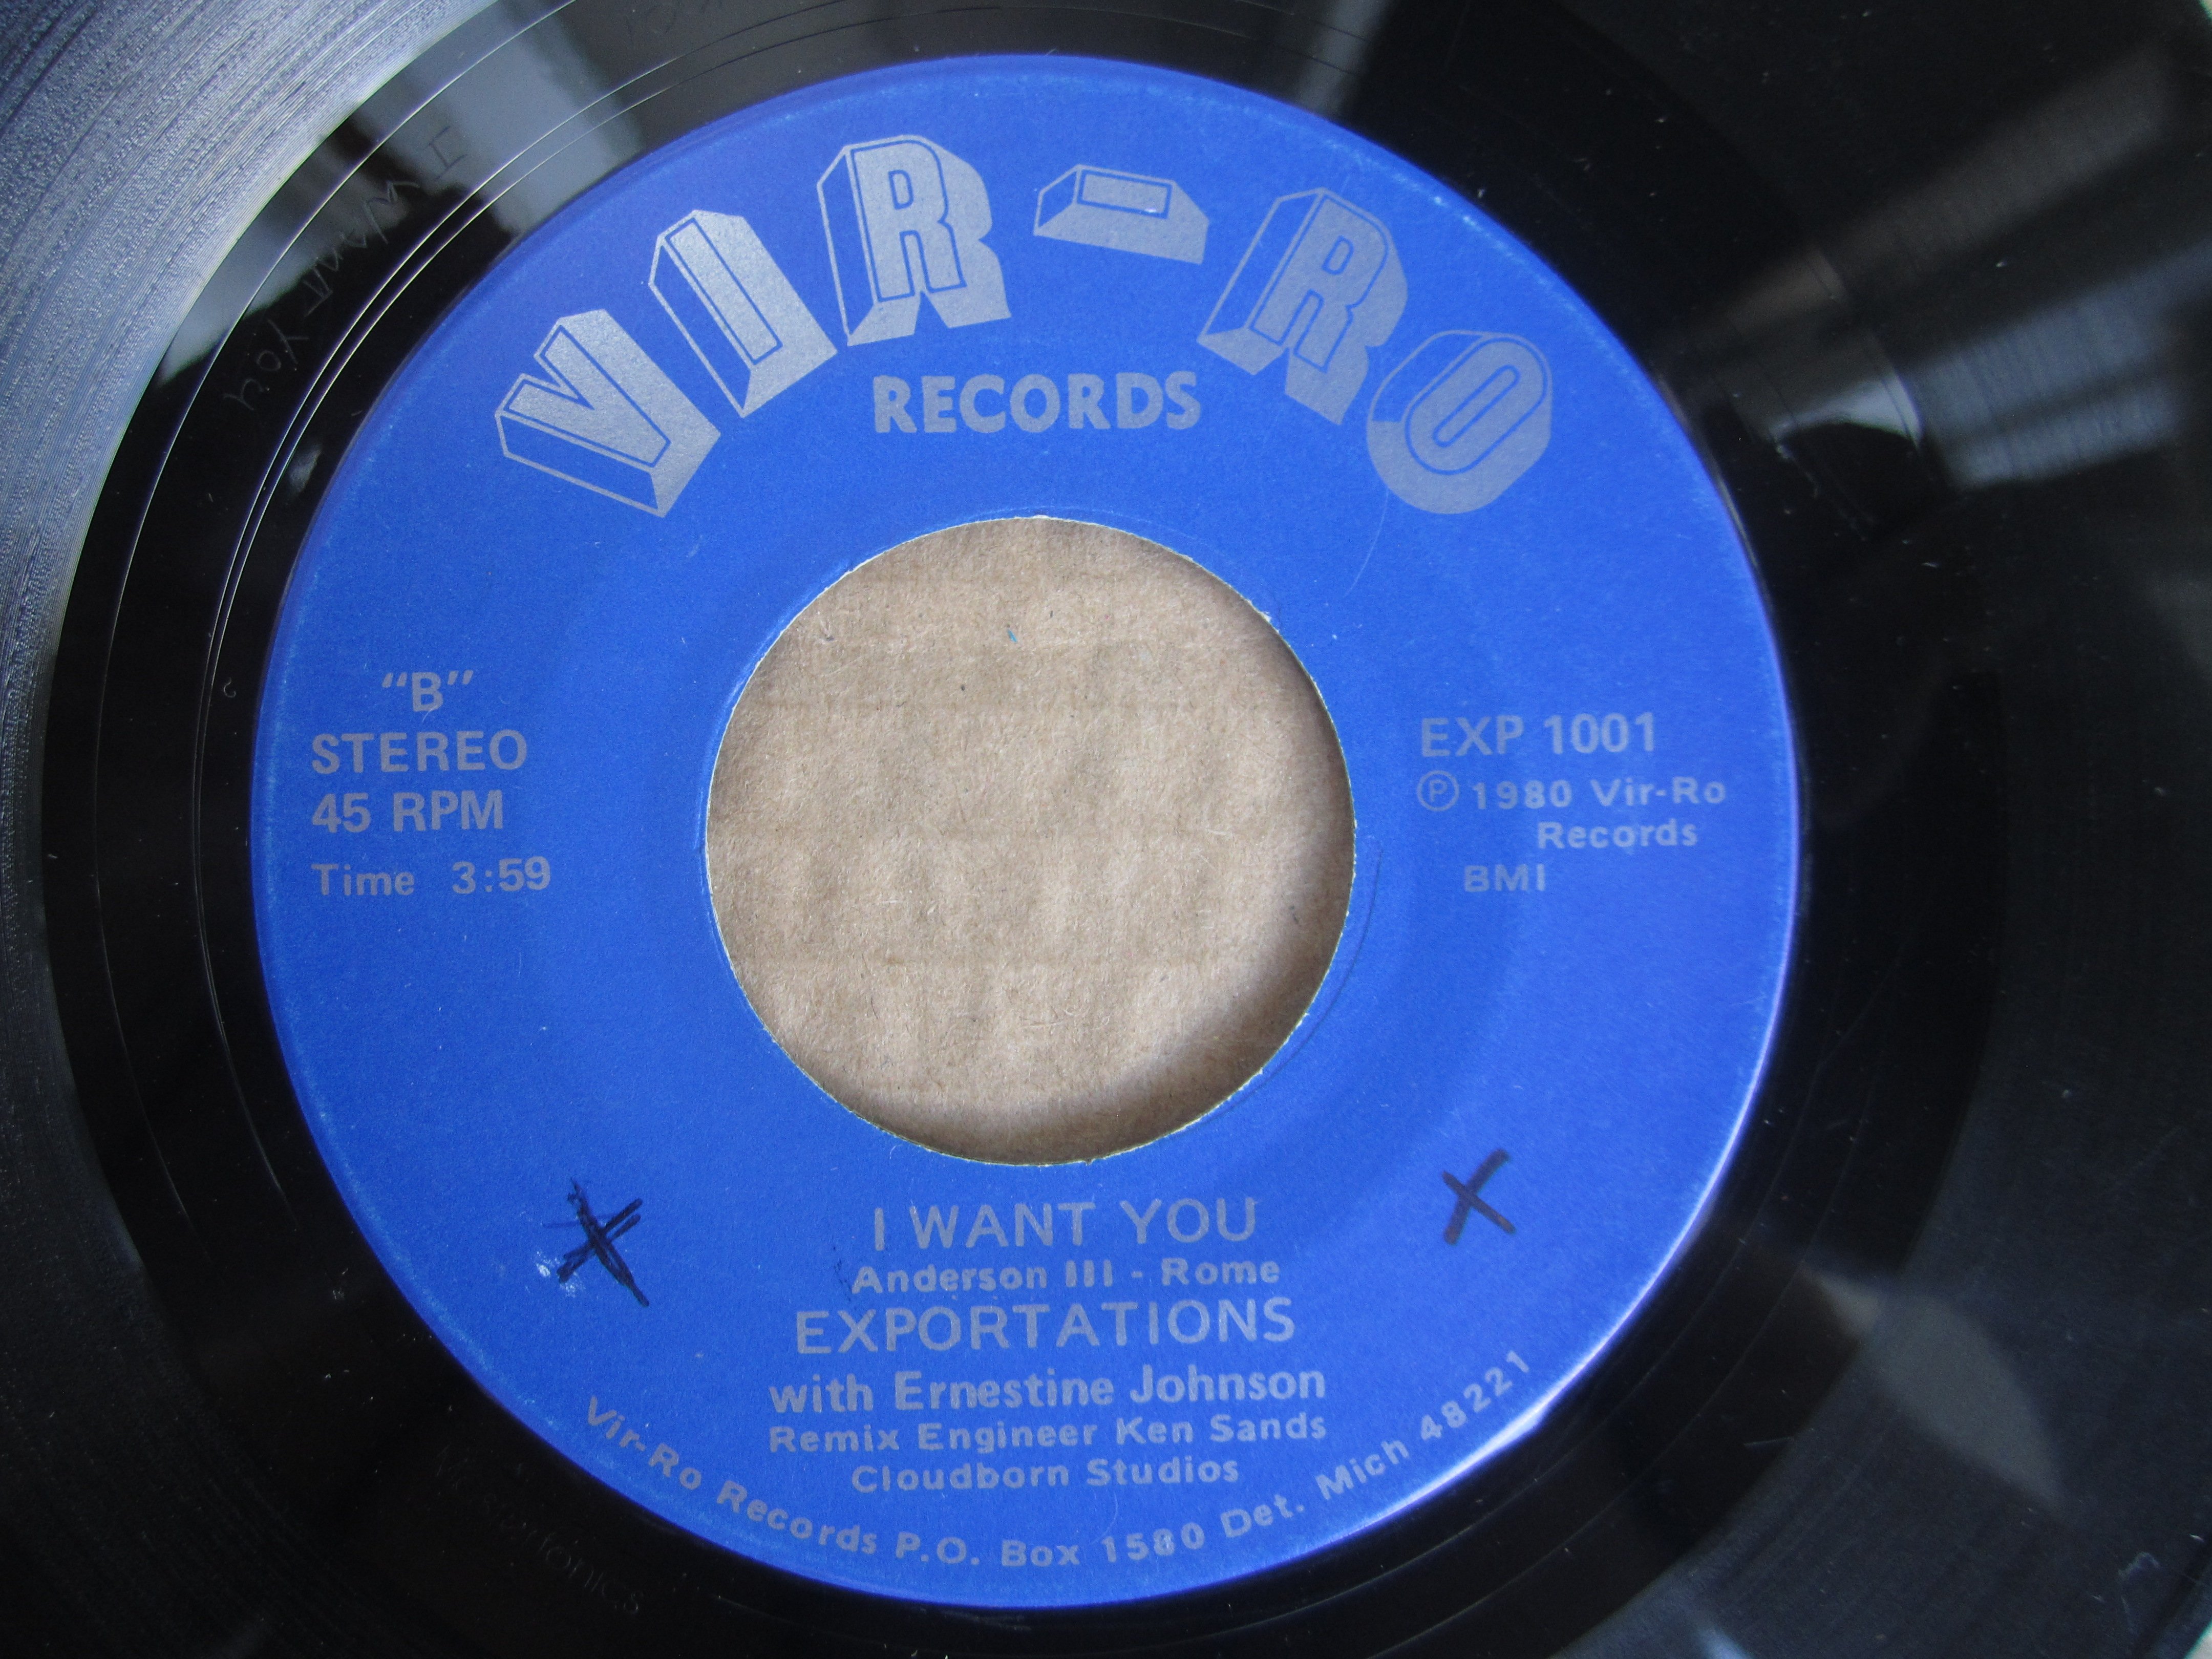 VIR-RO
RECORDS
"B"
STEREO
45 RPM
Time 3:59
EXP 1001
Ⓟ 1980 Vir-Ro
Records
BMI
I WANT YOU
Anderson III - Rome
EXPORTATIONS
with Ernestine Johnson
Remix Engineer Ken Sands
Cloudborn Studios
Vir-Ro Records P.O. Box 1580 Det. Mich 48221
I WANT YOU